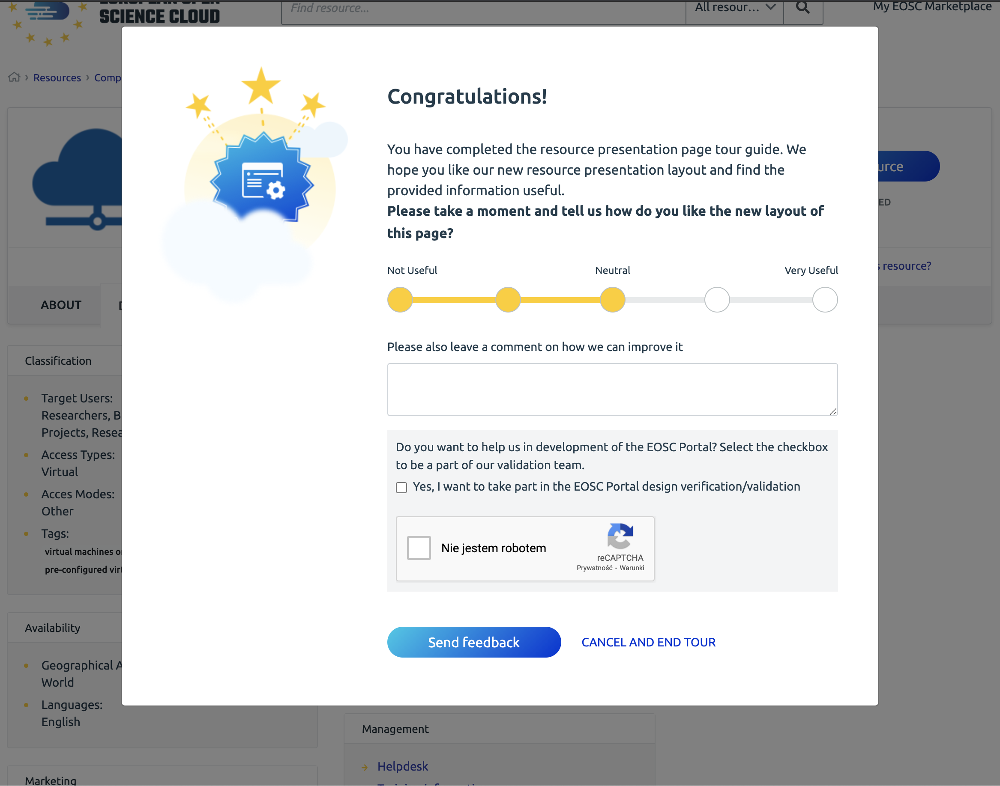 SCIENCE CLOUD
Find resource...
All resour...
My EOSC Marketplace
Resources
Comp
Congratulations!
You have completed the resource presentation page tour guide. We
hope you like our new resource presentation layout and find the
provided information useful.
Please take a moment and tell us how do you like the new layout of
this page?
urce
ED
resource?
Not Useful
Neutral
Very Useful
ABOUT
Please also leave a comment on how we can improve it
Classification
Target Users:
Researchers, B
Projects, Resea
Access Types:
Virtual
Acces Modes:
Other
Tags:
virtual machines o
pre-configured virt
Do you want to help us in development of the EOSC Portal? Select the checkbox
to be a part of our validation team.
Yes, I want to take part in the EOSC Portal design verification/validation
Nie jestem robotem
reCAPTCHA
Prywatność - Warunki
Send feedback
CANCEL AND END TOUR
Availability
Geographical A
World
Languages:
English
Management
Helpdesk
Marketing